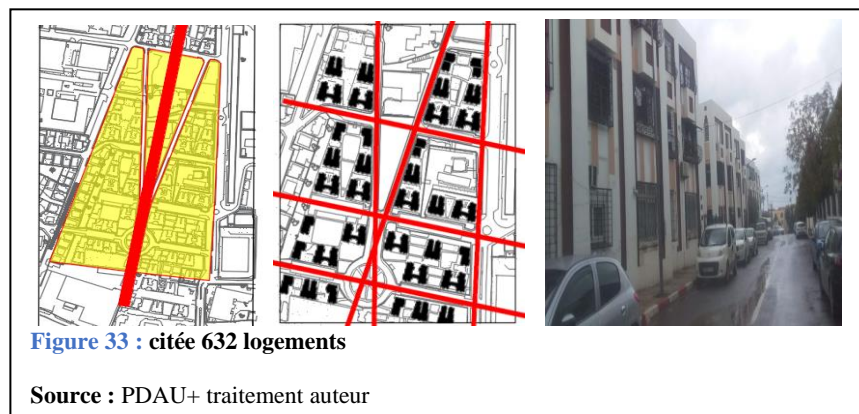 Figure 33 : citée 632 logements
Source : PDAU+ traitement auteur